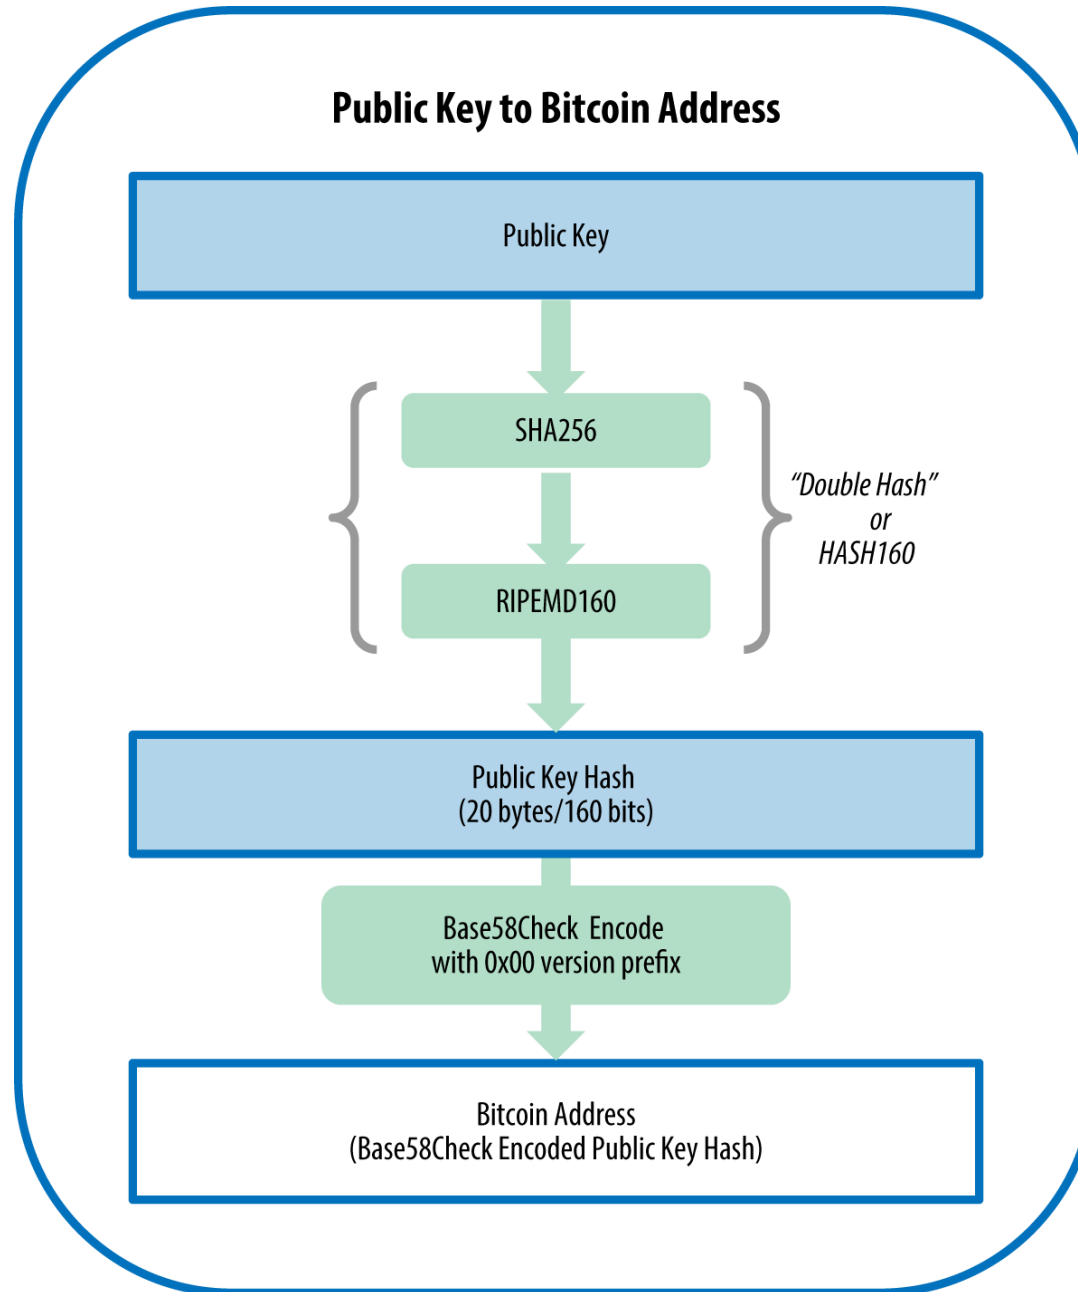 Public Key to Bitcoin Address
Public Key
SHA256
“Double Hash”
or
HASH160
RIPEMD160
Public Key Hash
(20 bytes/160 bits)
Base58Check Encode
with 0x00 version prefix
Bitcoin Address
(Base58Check Encoded Public Key Hash)